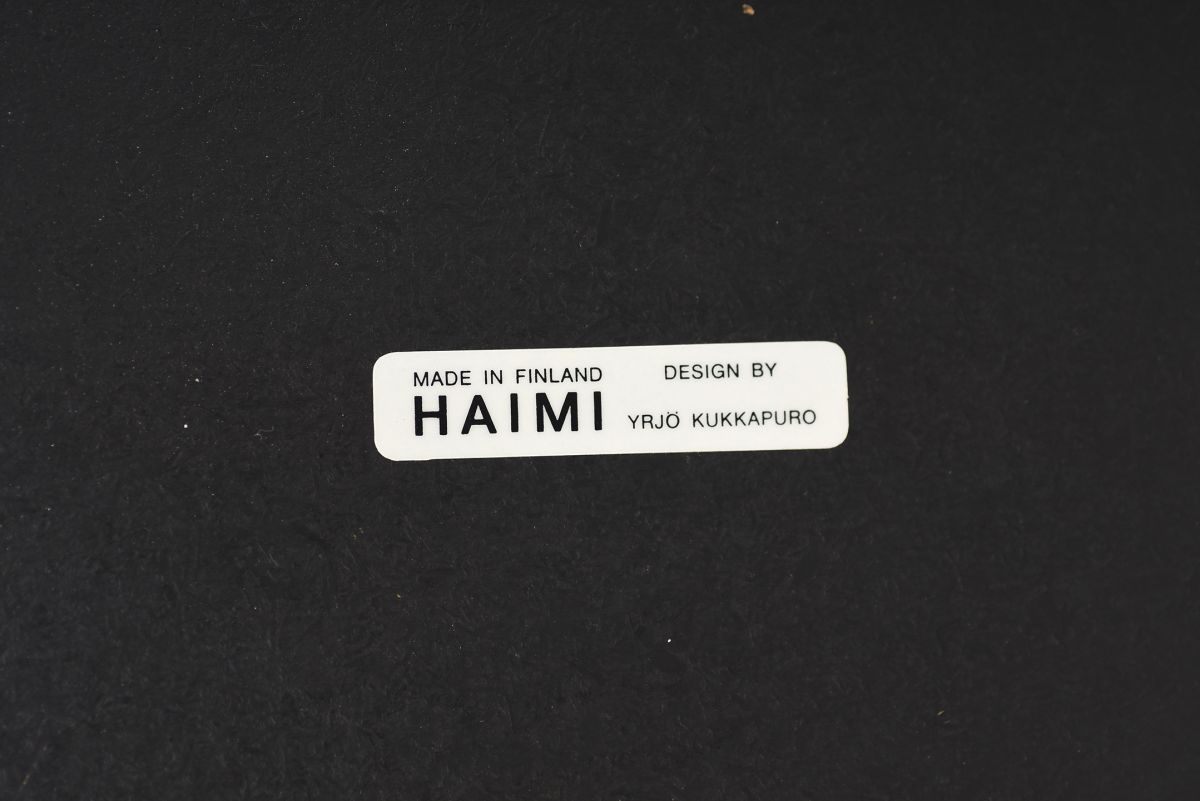 MADE IN FINLAND
HAIMI
DESIGN BY
YRJÖ KUKKAPURO